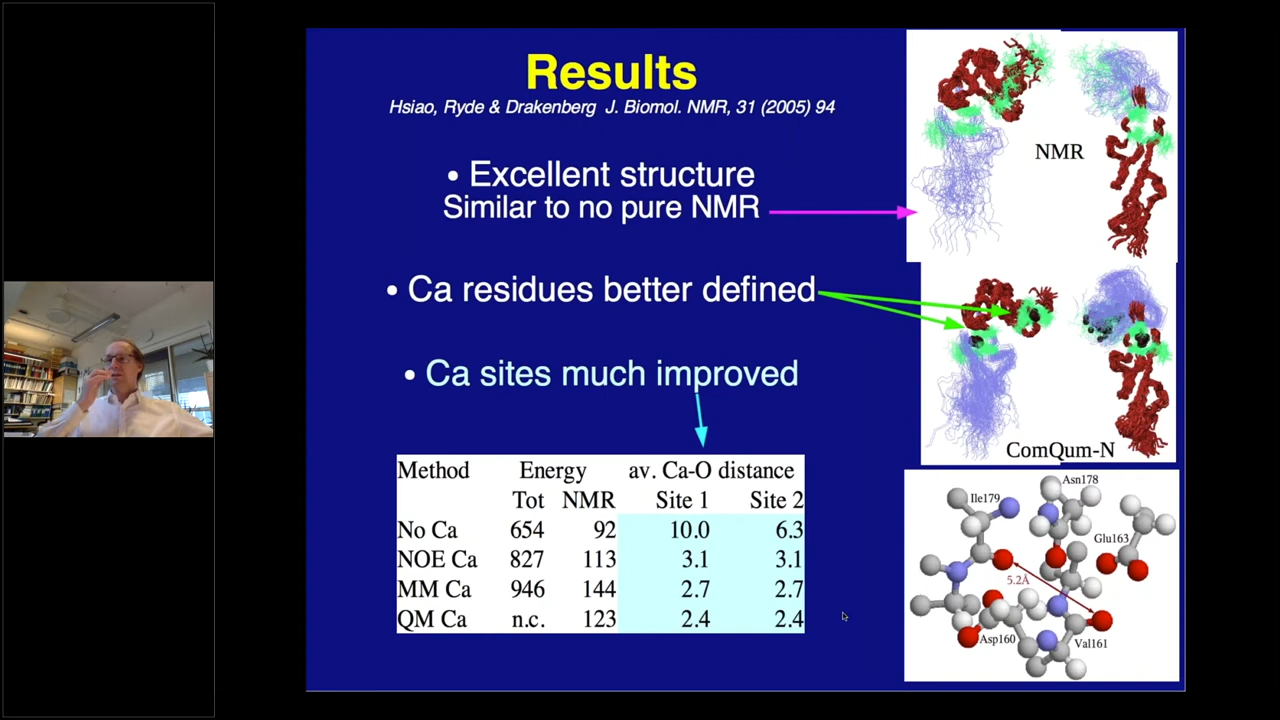 Results
Hsiao, Ryde & Drakenberg J. Biomol. NMR, 31 (2005) 94
• Excellent structure
Similar to no pure NMR
• Ca residues better defined
• Ca sites much improved
Method Energy av. Ca-O distance
Tot NMR Site 1 Site 2
No Ca 654 92 10.0 6.3
NOE Ca 827 113 3.1 3.1
MM Ca 946 144 2.7 2.7
QM Ca n.c. 123 2.4 2.4
NMR
ComQum-N
Asn178
Ile179
Glu163
5.2Å
Asp160
Val161